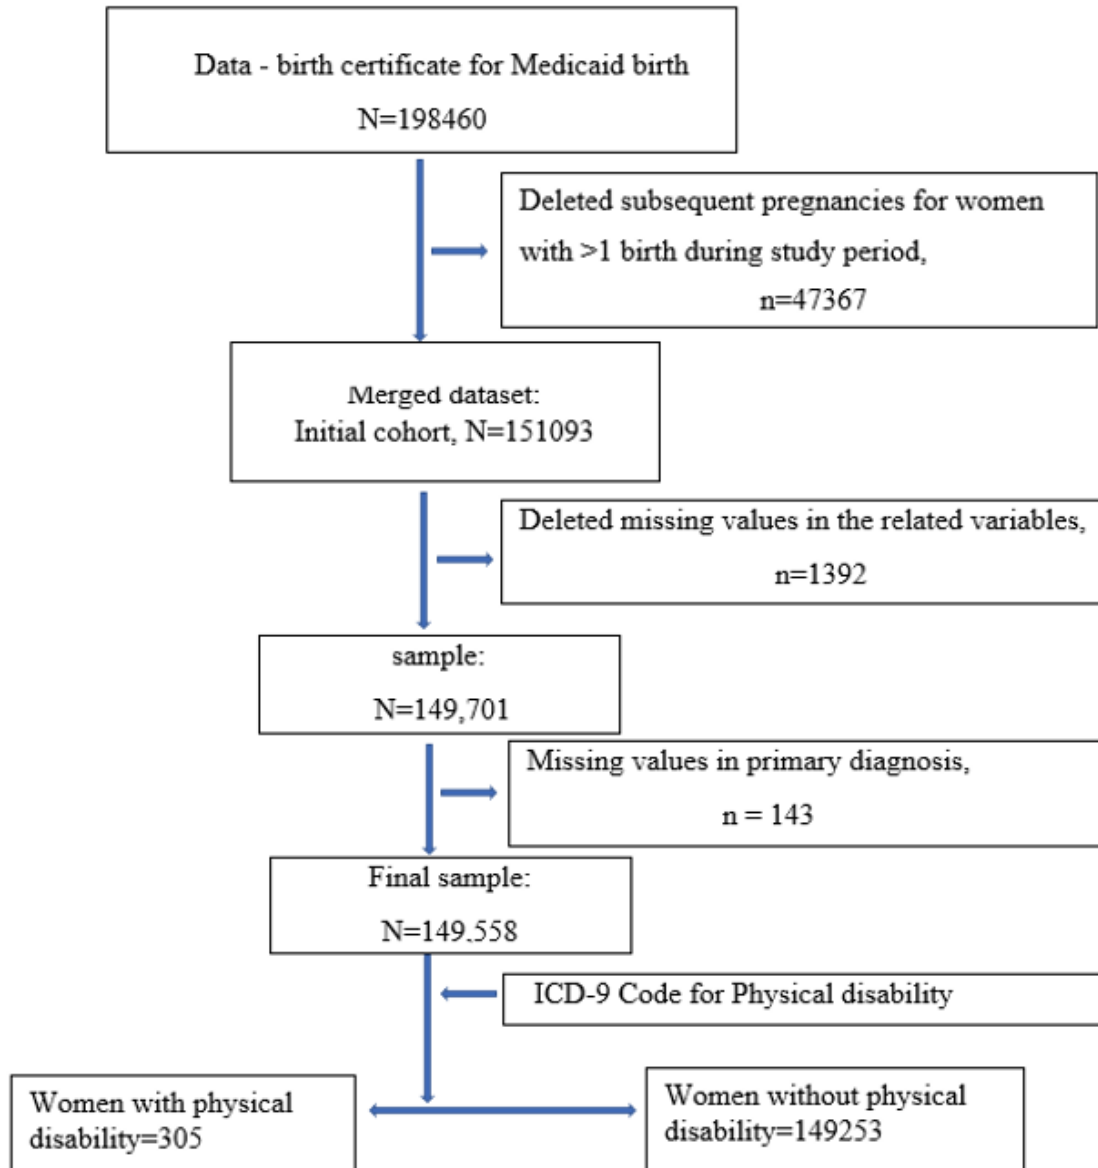 Data - birth certificate for Medicaid birth
N=198460
Deleted subsequent pregnancies for women
with >1 birth during study period,
n=47367
Merged dataset:
Initial cohort, N=151093
Deleted missing values in the related variables,
n=1392
sample:
N=149,701
Missing values in primary diagnosis,
n = 143
Final sample:
N=149,558
ICD-9 Code for Physical disability
Women with physical
disability=305
Women without physical
disability=149253